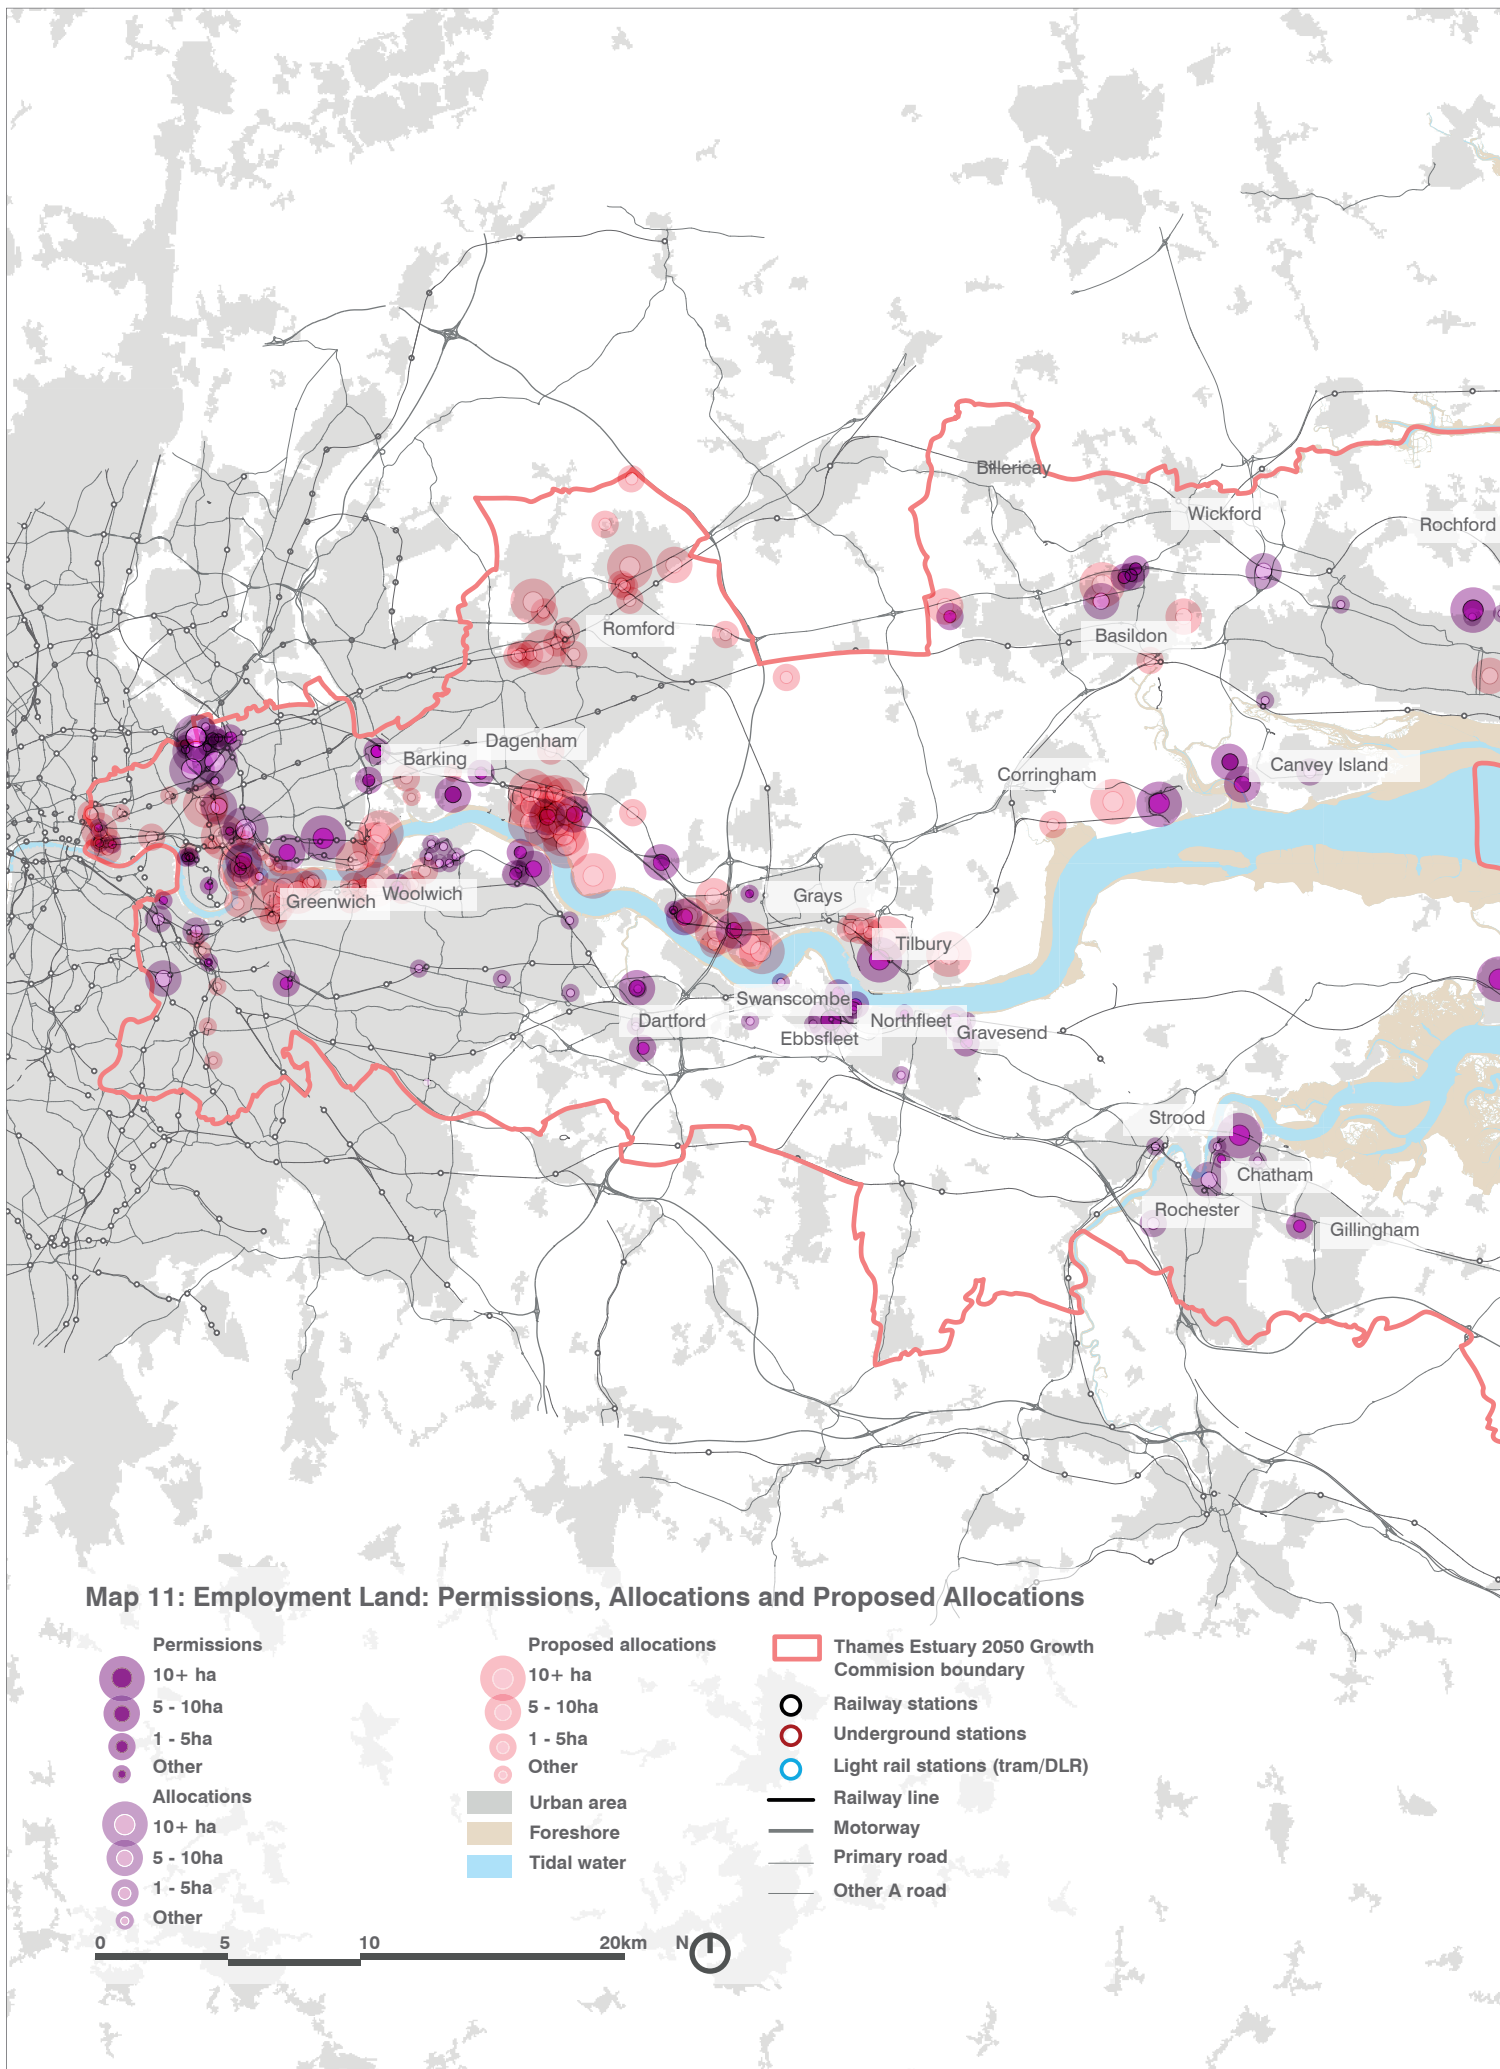 Billericay
Wickford
Rochford
Romford
Basildon
Dagenham
Barking
Canvey Island
Corringham
Woolwich
Greenwich
Grays
Tilbury
Swanscombe
Dartford
Northfleet
Ebbsfleet
Gravesend
Strood
Chatham
Rochester
Gillingham
Map 11: Employment Land: Permissions, Allocations and Proposed Allocations
Permissions
10+ ha
5 - 10ha
1 - 5ha
Other
Allocations
10+ ha
5 - 10ha
1 - 5ha
Other
Proposed allocations
10+ ha
5 - 10ha
1 - 5ha
Other
Urban area
Foreshore
Tidal water
Thames Estuary 2050 Growth
Commision boundary
Railway stations
Underground stations
Light rail stations (tram/DLR)
Railway line
Motorway
Primary road
Other A road
0 5 10 20km N